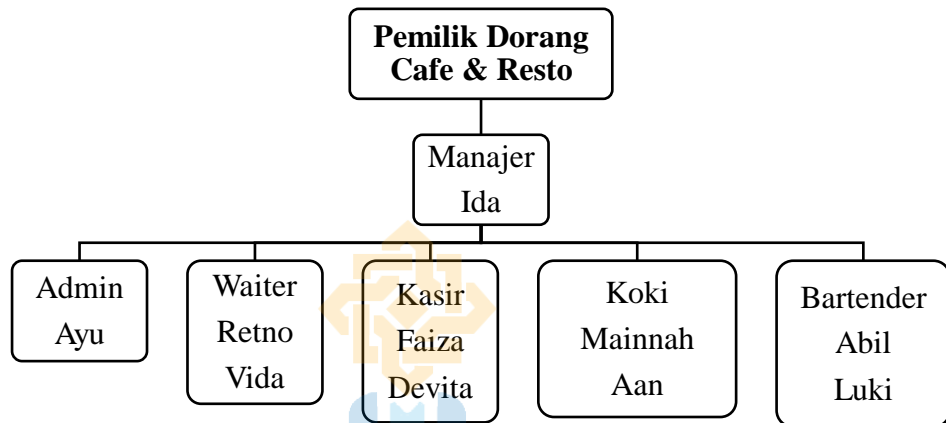 Pemilik Dorang
Cafe & Resto
Manajer
Ida
Admin
Ayu
Waiter
Retno
Vida
Kasir
Faiza
Devita
Koki
Mainnah
Aan
Bartender
Abil
Luki